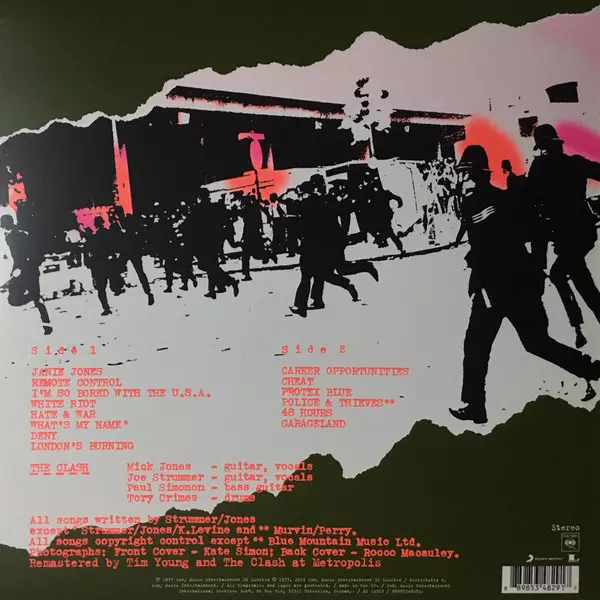 Side 1
JANIE JONES
REMOTE CONTROL
I'M SO BORED WITH THE U.S.A.
WHITE RIOT
HATE & WAR
WHAT'S MY NAME*
DENY
LONDON'S BURNING
Side 2
CAREER OPPORTUNITIES
CHEAT
PROTEX BLUE
POLICE & THIEVES**
48 HOURS
GARAGELAND
THE CLASH
Mick Jones - guitar, vocals
Joe Strummer - guitar, vocals
Paul Simonon - bass guitar
Tory Crimes - drums
All songs written by Strummer/Jones
except* Strummer/Jones/K.Levine and ** Murvin/Perry.
All songs copyright control except** Blue Mountain Music Ltd.
Photographs: Front Cover - Kate Simon; Back Cover - Rocco Macauley.
Remastered by Tim Young and The Clash at Metropolis
Stereo